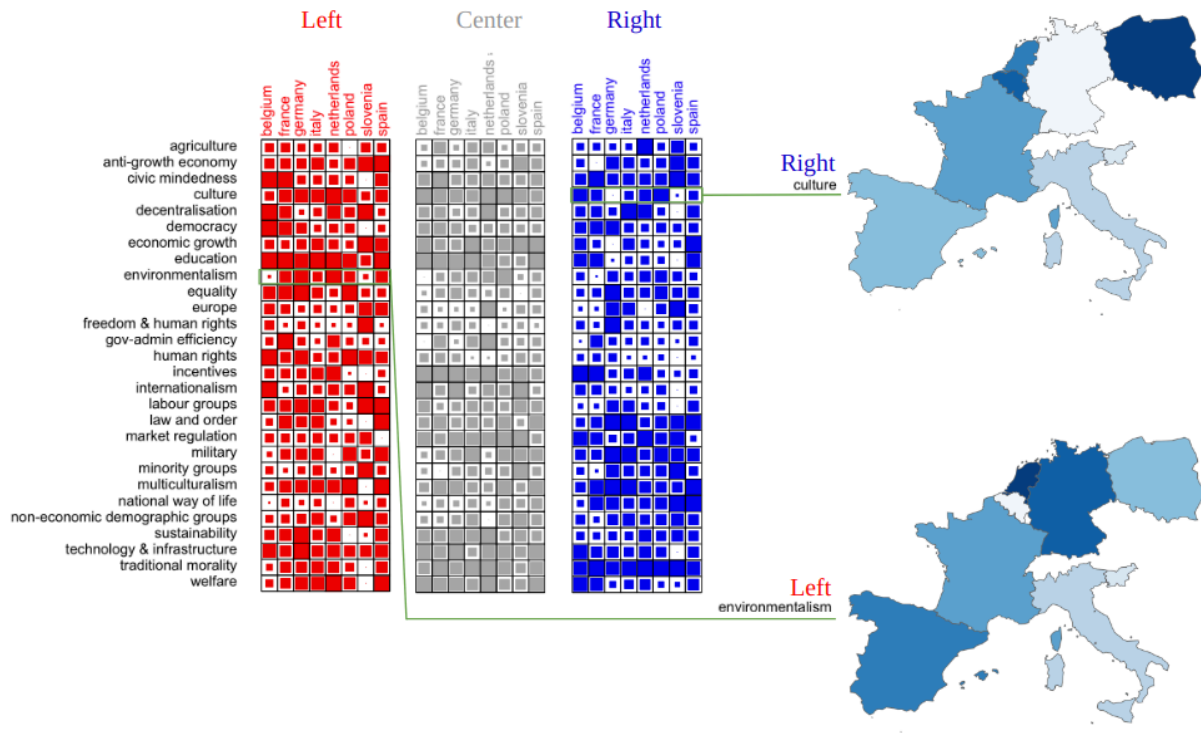 Left Center Right
belgium france germany italy netherlands poland slovenia spain
belgium france germany italy netherlands poland slovenia spain
belgium france germany italy netherlands poland slovenia spain
agriculture
anti-growth economy
civic mindedness
culture
decentralisation
democracy
economic growth
education
environmentalism
equality
europe
freedom & human rights
gov-admin efficiency
human rights
incentives
internationalism
labour groups
law and order
market regulation
military
minority groups
multiculturalism
national way of life
non-economic demographic groups
sustainability
technology & infrastructure
traditional morality
welfare
Right
culture
Left
environmentalism